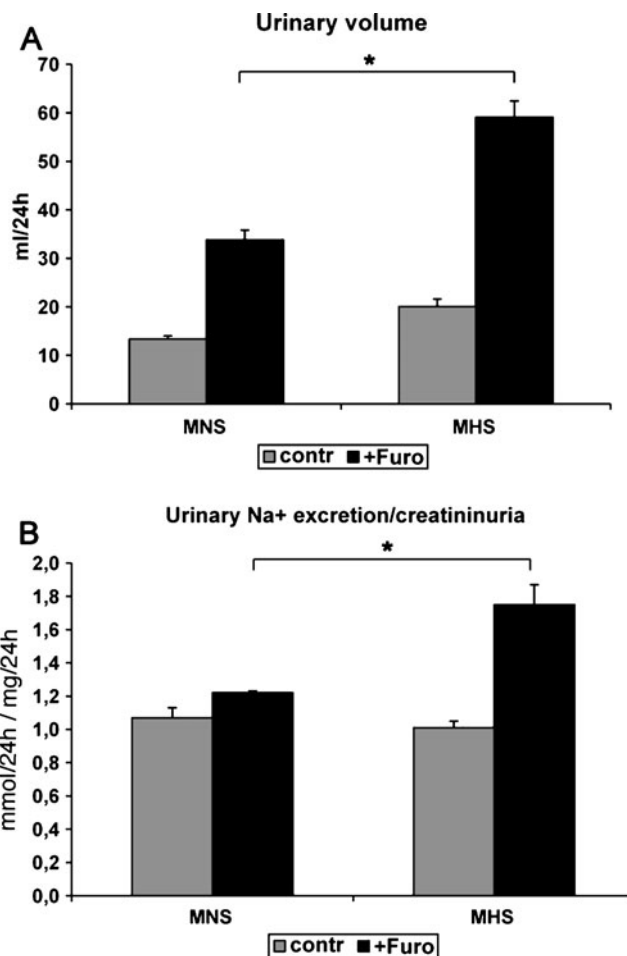 A
Urinary volume
*
ml/24h
70
60
50
40
30
20
10
0
MNS MHS
contr +Furo
B
Urinary Na+ excretion/creatininuria
*
mmol/24h / mg/24h
2,0
1,8
1,6
1,4
1,2
1,0
0,8
0,6
0,4
0,2
0,0
MNS MHS
contr +Furo